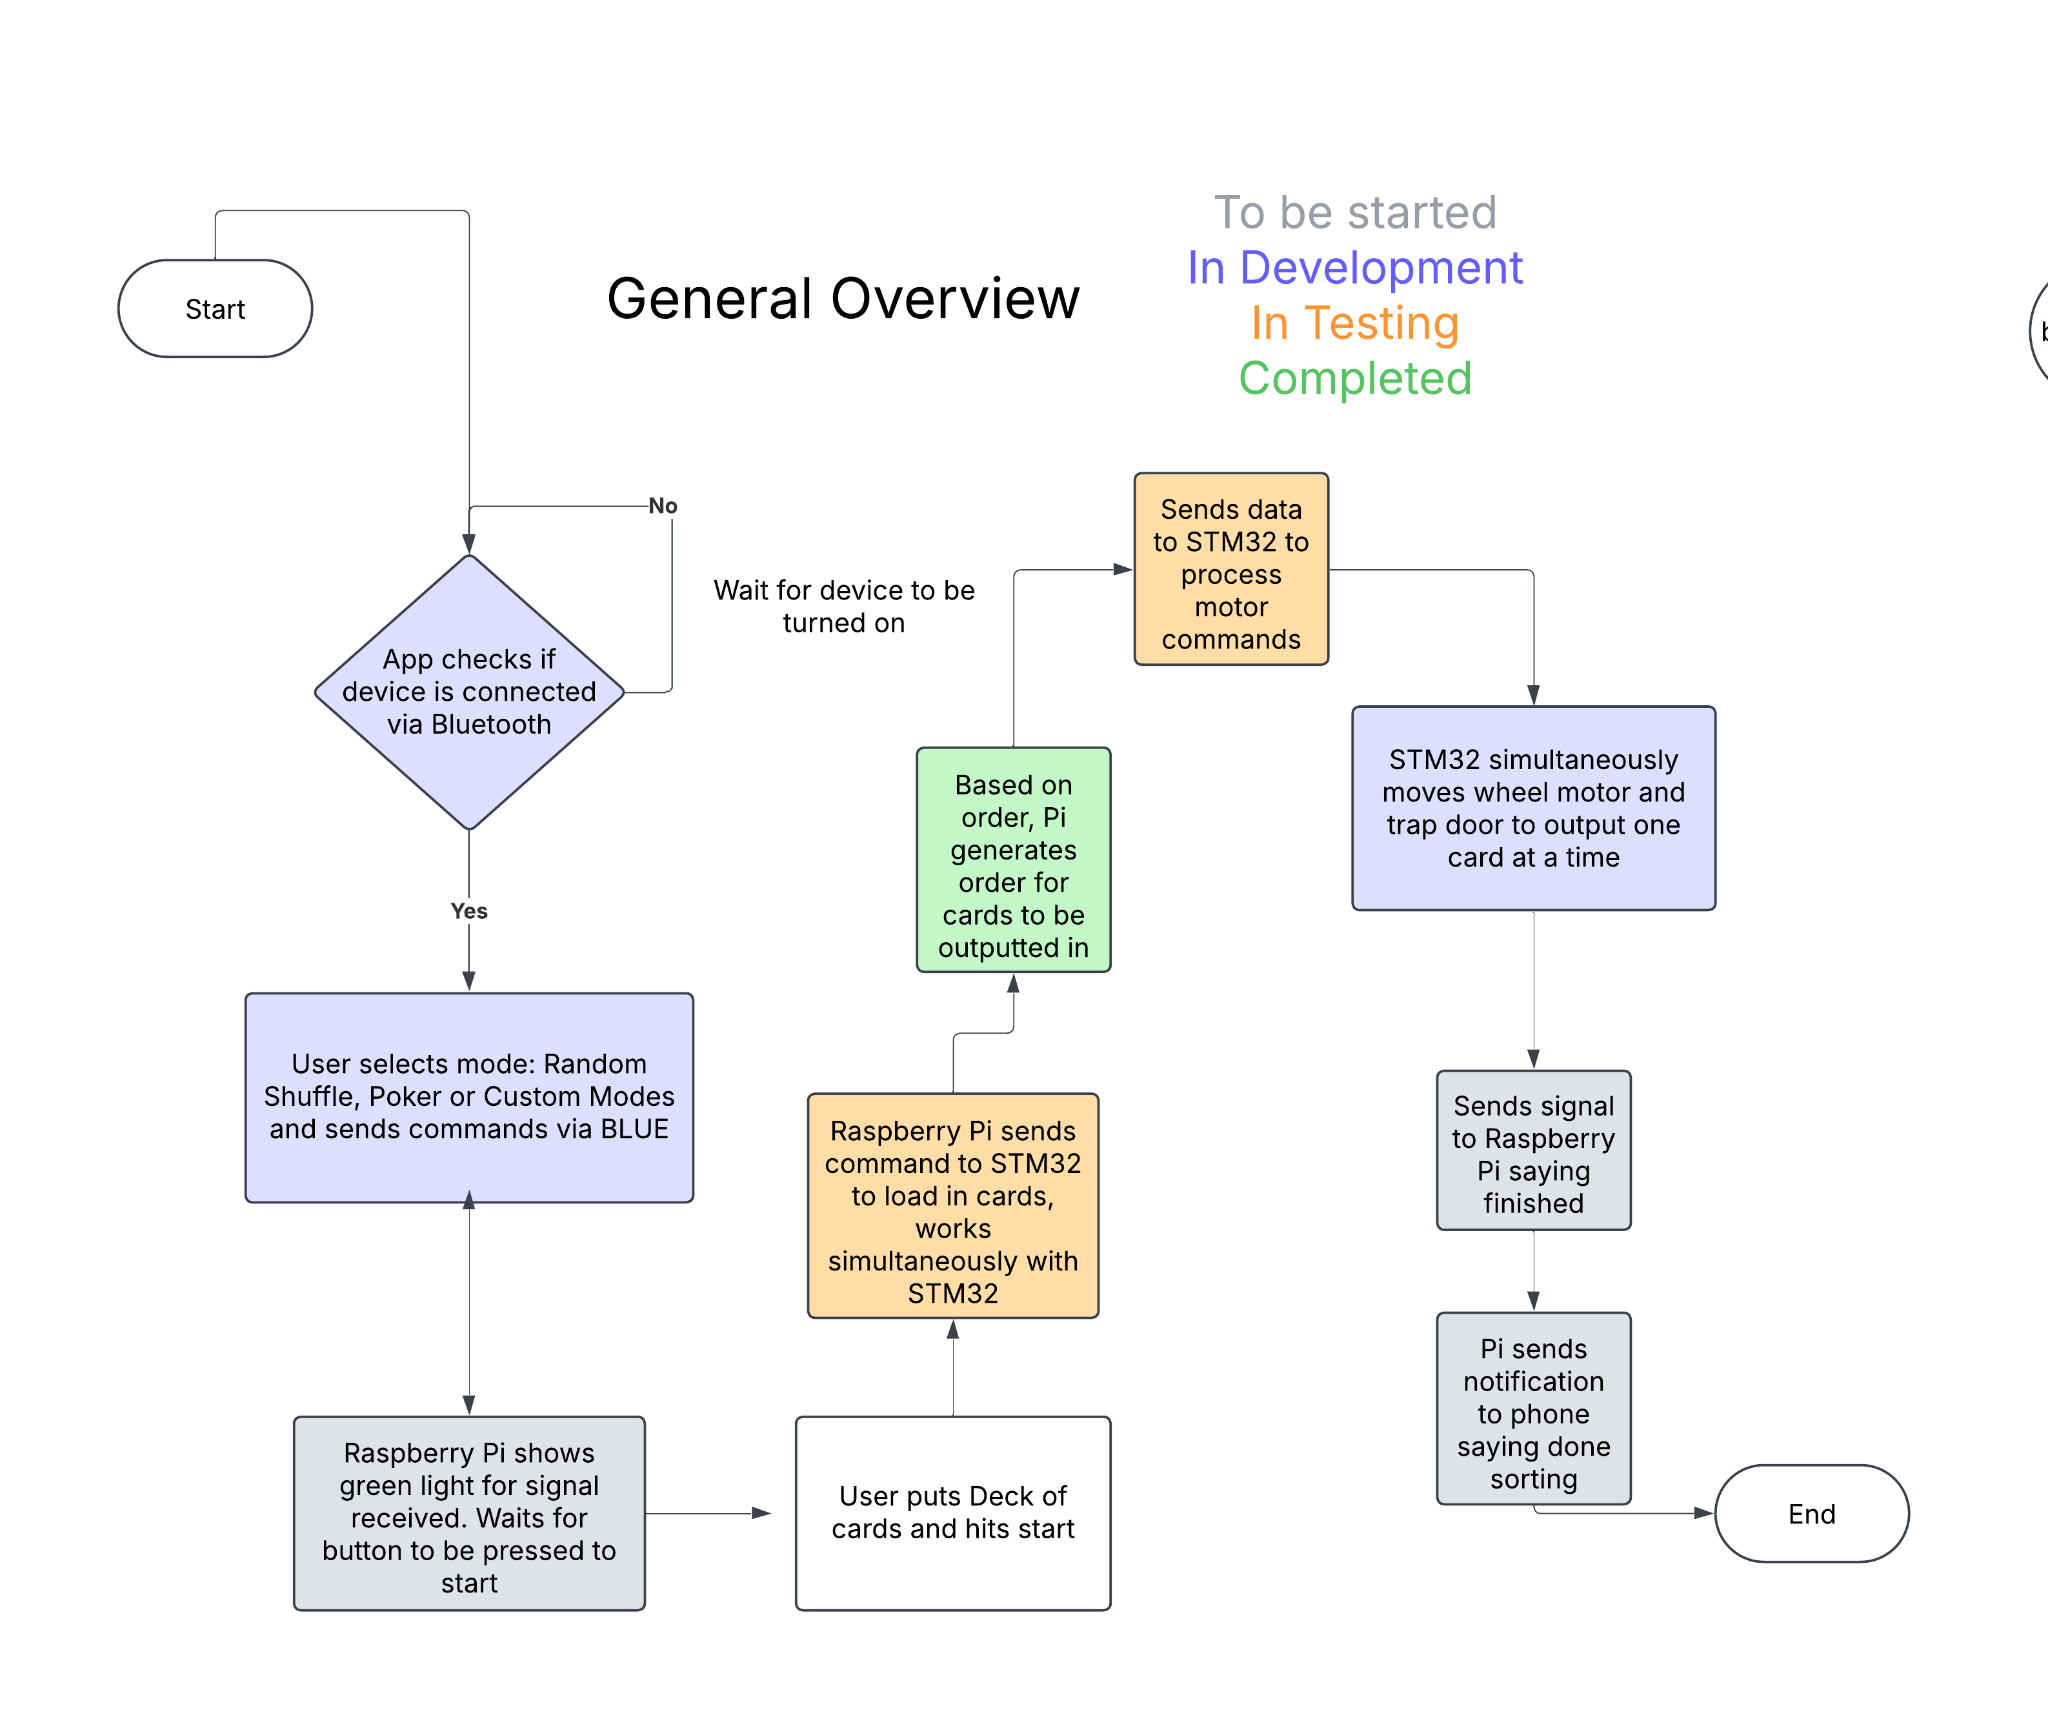 To be started
In Development
In Testing
Completed
General Overview
Start
No
Wait for device to be
turned on
App checks if
device is connected
via Bluetooth
Yes
User selects mode: Random
Shuffle, Poker or Custom Modes
and sends commands via BLUE
Raspberry Pi shows
green light for signal
received. Waits for
button to be pressed to
start
User puts Deck of
cards and hits start
Raspberry Pi sends
command to STM32
to load in cards,
works
simultaneously with
STM32
Based on
order, Pi
generates
order for
cards to be
outputted in
Sends data
to STM32 to
process
motor
commands
STM32 simultaneously
moves wheel motor and
trap door to output one
card at a time
Sends signal
to Raspberry
Pi saying
finished
Pi sends
notification
to phone
saying done
sorting
End